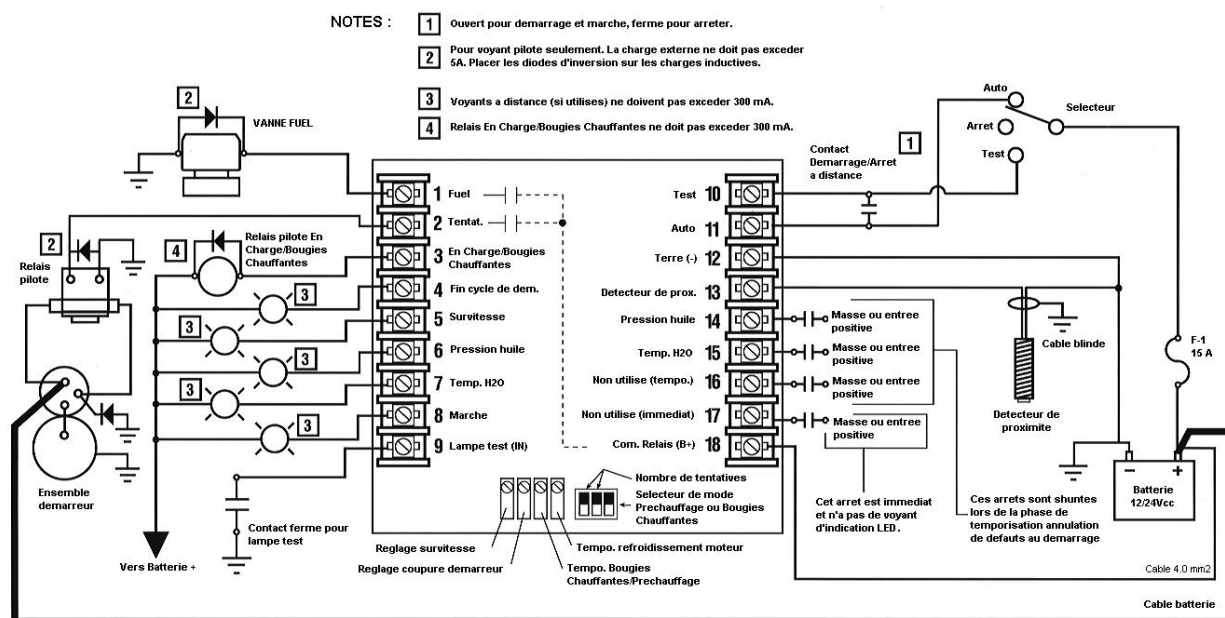 NOTES :
1
Ouvert pour demarrage et marche, ferme pour arreter.
2
Pour voyant pilote seulement. La charge externe ne doit pas exceder
5A. Placer les diodes d'inversion sur les charges inductives.
3
Voyants a distance (si utilises) ne doivent pas exceder 300 mA.
4
Relais En Charge/Bougies Chauffantes ne doit pas exceder 300 mA.
2
VANNE FUEL
2
Relais
pilote
4
Relais pilote En
Charge/Bougies
Chauffantes
3
3
3
3
3
Ensemble
demarreur
Vers Batterie +
Contact ferme pour
lampe test
1 Fuel
2 Tentat.
3 En Charge/Bougies
Chauffantes
4 Fin cycle de dem.
5 Survitesse
6 Pression huile
7 Temp. H2O
8 Marche
9 Lampe test (IN)
Test 10
Auto 11
Terre (-) 12
Detecteur de prox. 13
Pression huile 14
Temp. H2O 15
Non utilise (tempo.) 16
Non utilise (immediat) 17
Com. Relais (B+) 18
Nombre de tentatives
Selecteur de mode
Prechauffage ou Bougies
Chauffantes
Reglage survitesse
Reglage coupure demarreur
Tempo. refroidissement moteur
Tempo. Bougies
Chauffantes/Prechauffage
Contact
Demarrage/Arret
a distance
1
Auto
Arret
Test
Selecteur
Masse ou entree
positive
Masse ou entree
positive
Masse ou entree
positive
Masse ou entree
positive
Cable blinde
Detecteur de
proximite
F-1
15 A
- +
Batterie
12/24Vcc
Cet arret est immediat
et n'a pas de voyant
d'indication LED.
Ces arrets sont shuntes
lors de la phase de
temporisation annulation
de defauts au demarrage
Cable 4.0 mm2
Cable batterie